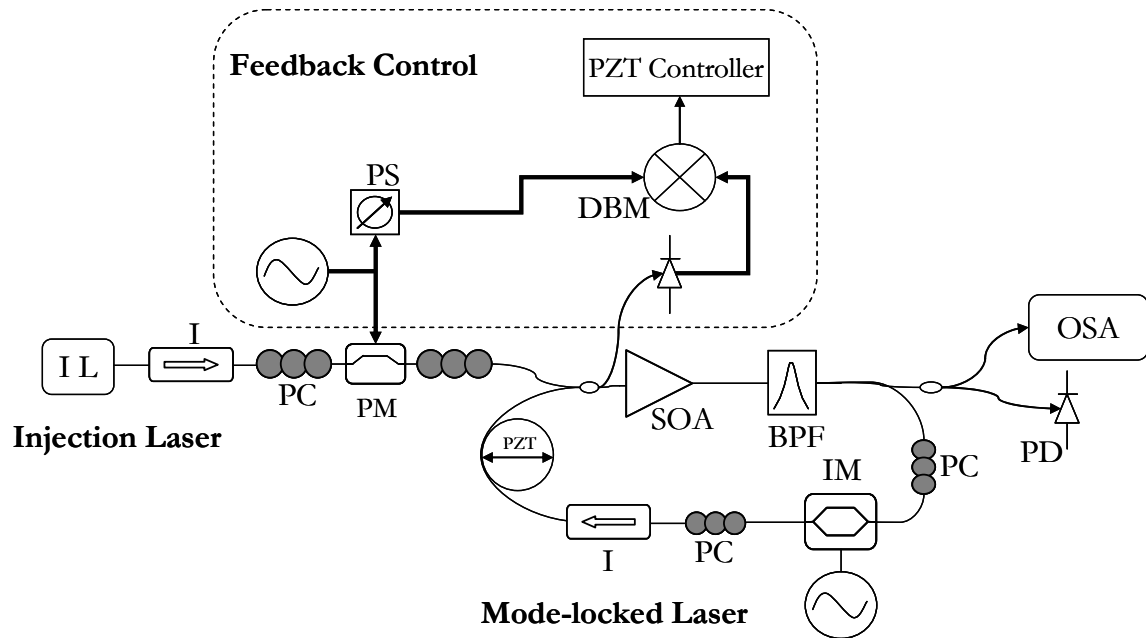 Feedback Control
PZT Controller
PS
DBM
I
I L
PC
PM
SOA
BPF
OSA
PD
Injection Laser
PZT
IM
PC
I
PC
Mode-locked Laser